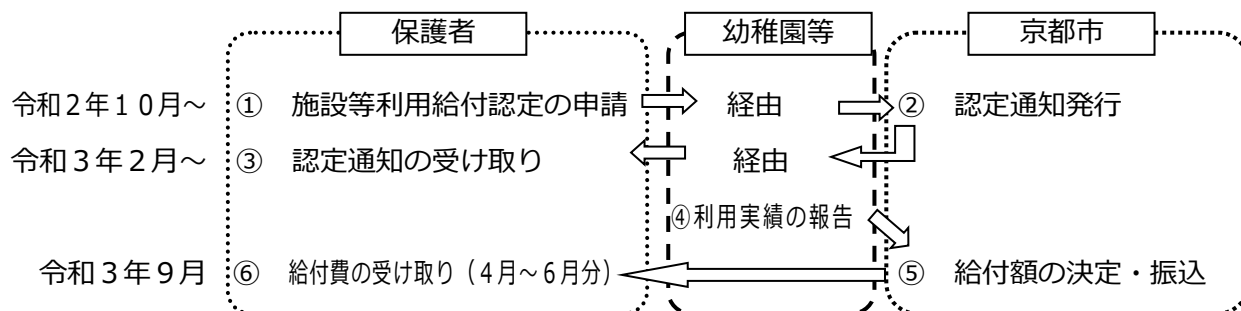 保護者 幼稚園等 京都市
令和2年10月～ ① 施設等利用給付認定の申請 経由 ② 認定通知発行
令和3年2月～ ③ 認定通知の受け取り 経由
④利用実績の報告
令和3年9月 ⑥ 給付費の受け取り（4月～6月分） ⑤ 給付額の決定・振込